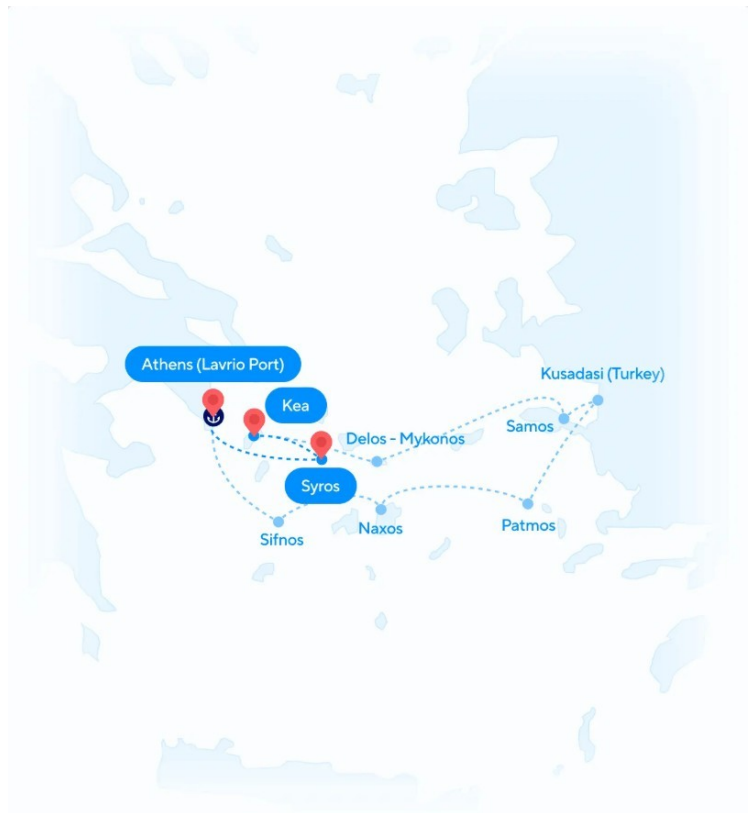 Athens (Lavrio Port)
Kusadasi (Turkey)
Kea
Samos
Delos - Mykonos
Syros
Naxos
Patmos
Sifnos